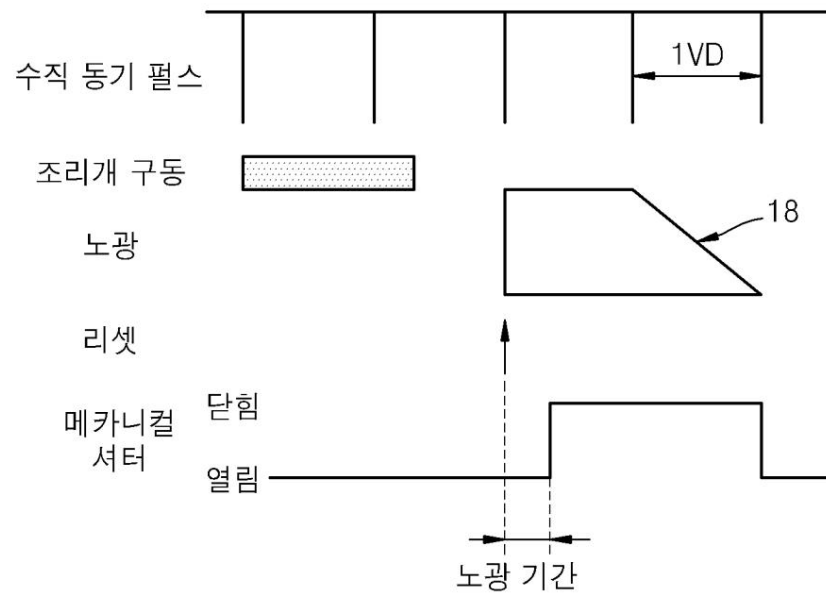 수직 동기 펄스
1VD
조리개 구동
18
노광
리셋
메카니컬
셔터
닫힘
열림
노광 기간